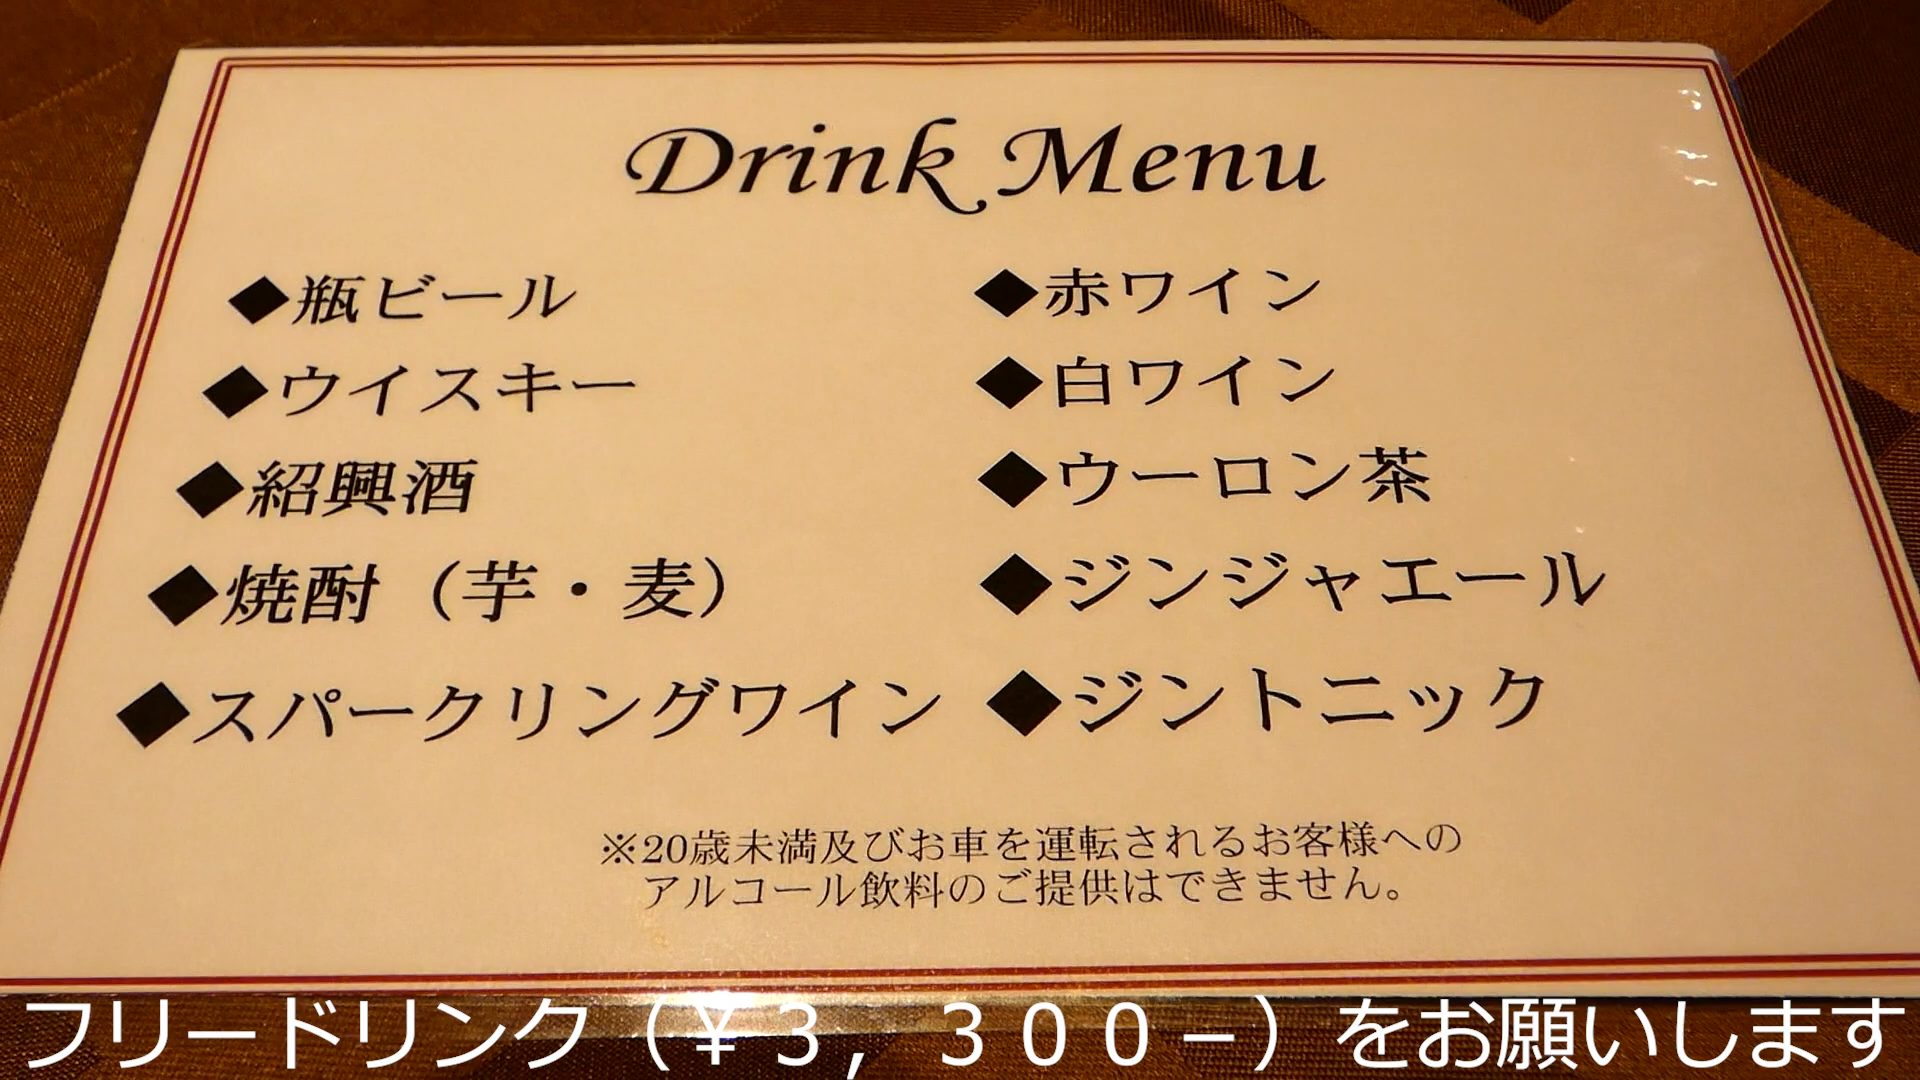 Drink Menu
◆瓶ビール
◆ウイスキー
◆紹興酒
◆焼酎（芋・麦）
◆スパークリングワイン
◆赤ワイン
◆白ワイン
◆ウーロン茶
◆ジンジャエール
◆ジントニック
※20歳未満及びお車を運転されるお客様への
アルコール飲料のご提供はできません。
フリードリンク（￥３，３００－）をお願いします